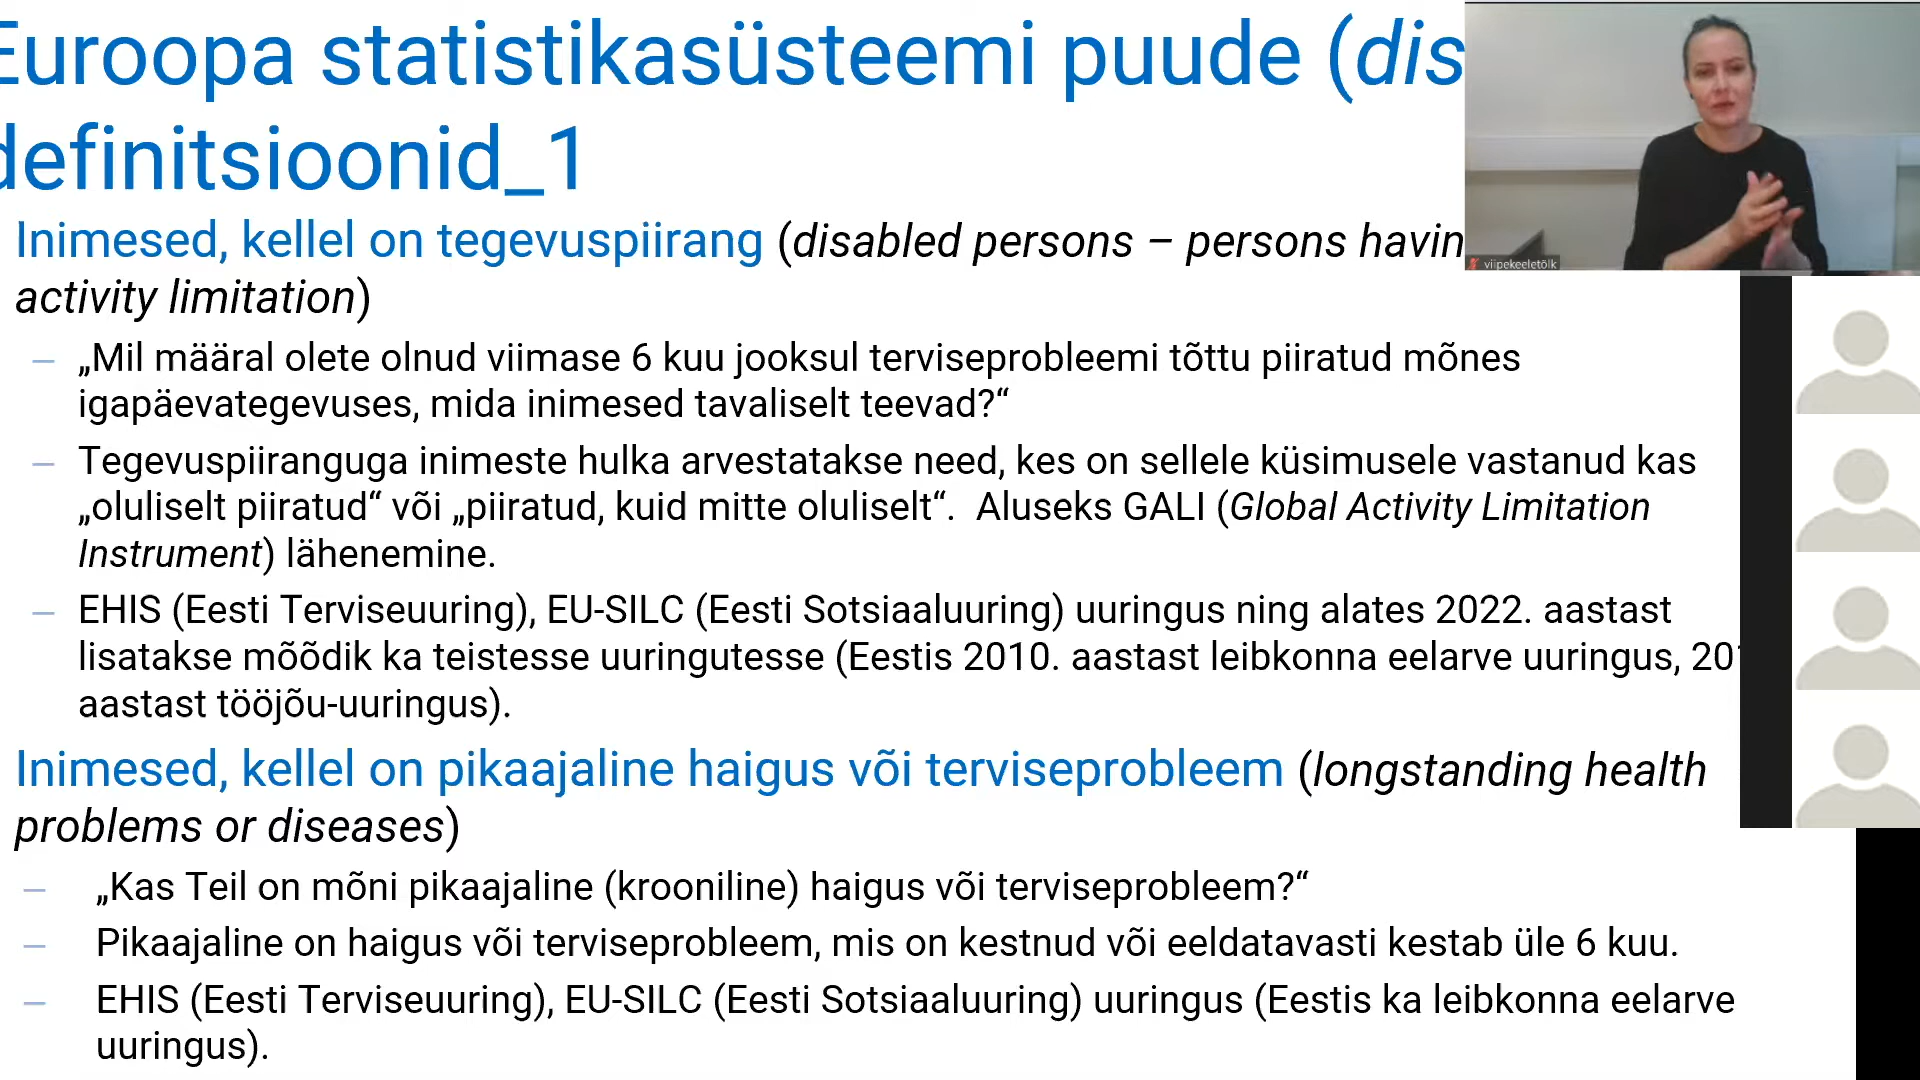 Euroopa statistikasüsteemi puude (dis
definitsioonid_1
Inimesed, kellel on tegevuspiirang (disabled persons – persons havin
activity limitation)
– „Mil määral olete olnud viimase 6 kuu jooksul terviseprobleemi tõttu piiratud mõnes
igapäevategevuses, mida inimesed tavaliselt teevad?“
– Tegevuspiiranguga inimeste hulka arvestatakse need, kes on sellele küsimusele vastanud kas
„oluliselt piiratud“ või „piiratud, kuid mitte oluliselt“. Aluseks GALI (Global Activity Limitation
Instrument) lähenemine.
– EHIS (Eesti Terviseuuring), EU-SILC (Eesti Sotsiaaluuring) uuringus ning alates 2022. aastast
lisatakse mõõdik ka teistesse uuringutesse (Eestis 2010. aastast leibkonna eelarve uuringus, 201
aastast tööjõu-uuringus).
Inimesed, kellel on pikaajaline haigus või terviseprobleem (longstanding health
problems or diseases)
– „Kas Teil on mõni pikaajaline (krooniline) haigus või terviseprobleem?“
– Pikaajaline on haigus või terviseprobleem, mis on kestnud või eeldatavasti kestab üle 6 kuu.
– EHIS (Eesti Terviseuuring), EU-SILC (Eesti Sotsiaaluuring) uuringus (Eestis ka leibkonna eelarve
uuringus).
viipekeeletõlk